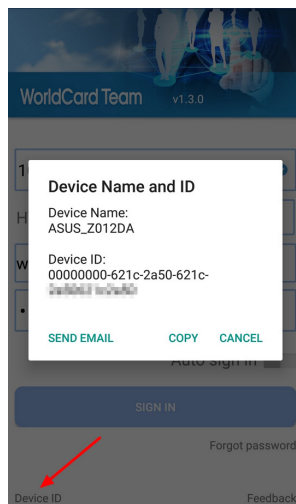 WorldCard Team v1.3.0
Device Name and ID
Device Name:
ASUS_Z012DA
Device ID:
00000000-621c-2a50-621c-
SEND EMAIL COPY CANCEL
Auto sign in
SIGN IN
Forgot password
Device ID Feedback